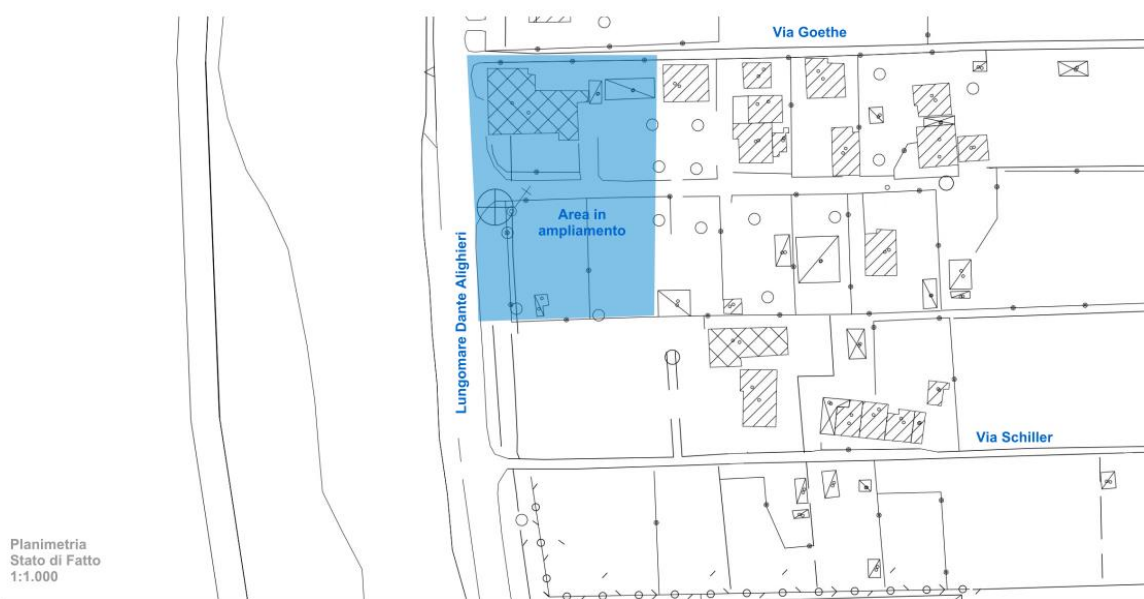 Via Goethe
Area in
ampliamento
Lungomare Dante Alighieri
Via Schiller
Planimetria
Stato di Fatto
1:1.000